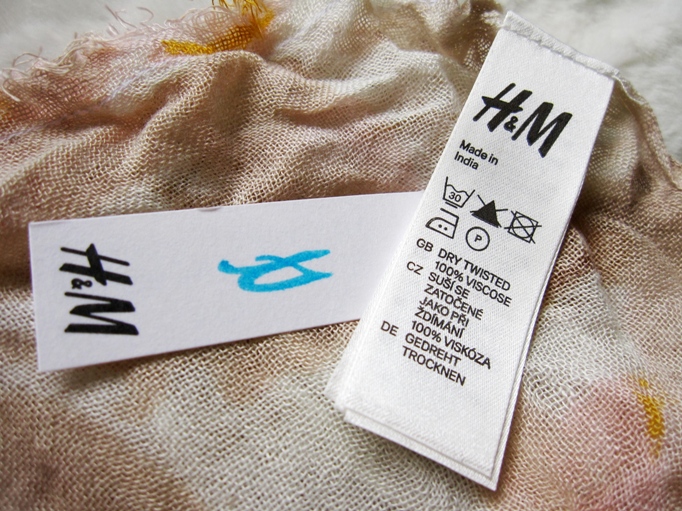 H&M
H&M
Made in
India
30
P
GB DRY TWISTED
100% VISCOSE
CZ SUŠÍ SE
ZATOČENÉ
JAKO PŘI
ŽDÍMÁNÍ
100% VISKÓZA
DE GEDREHT
TROCKNEN